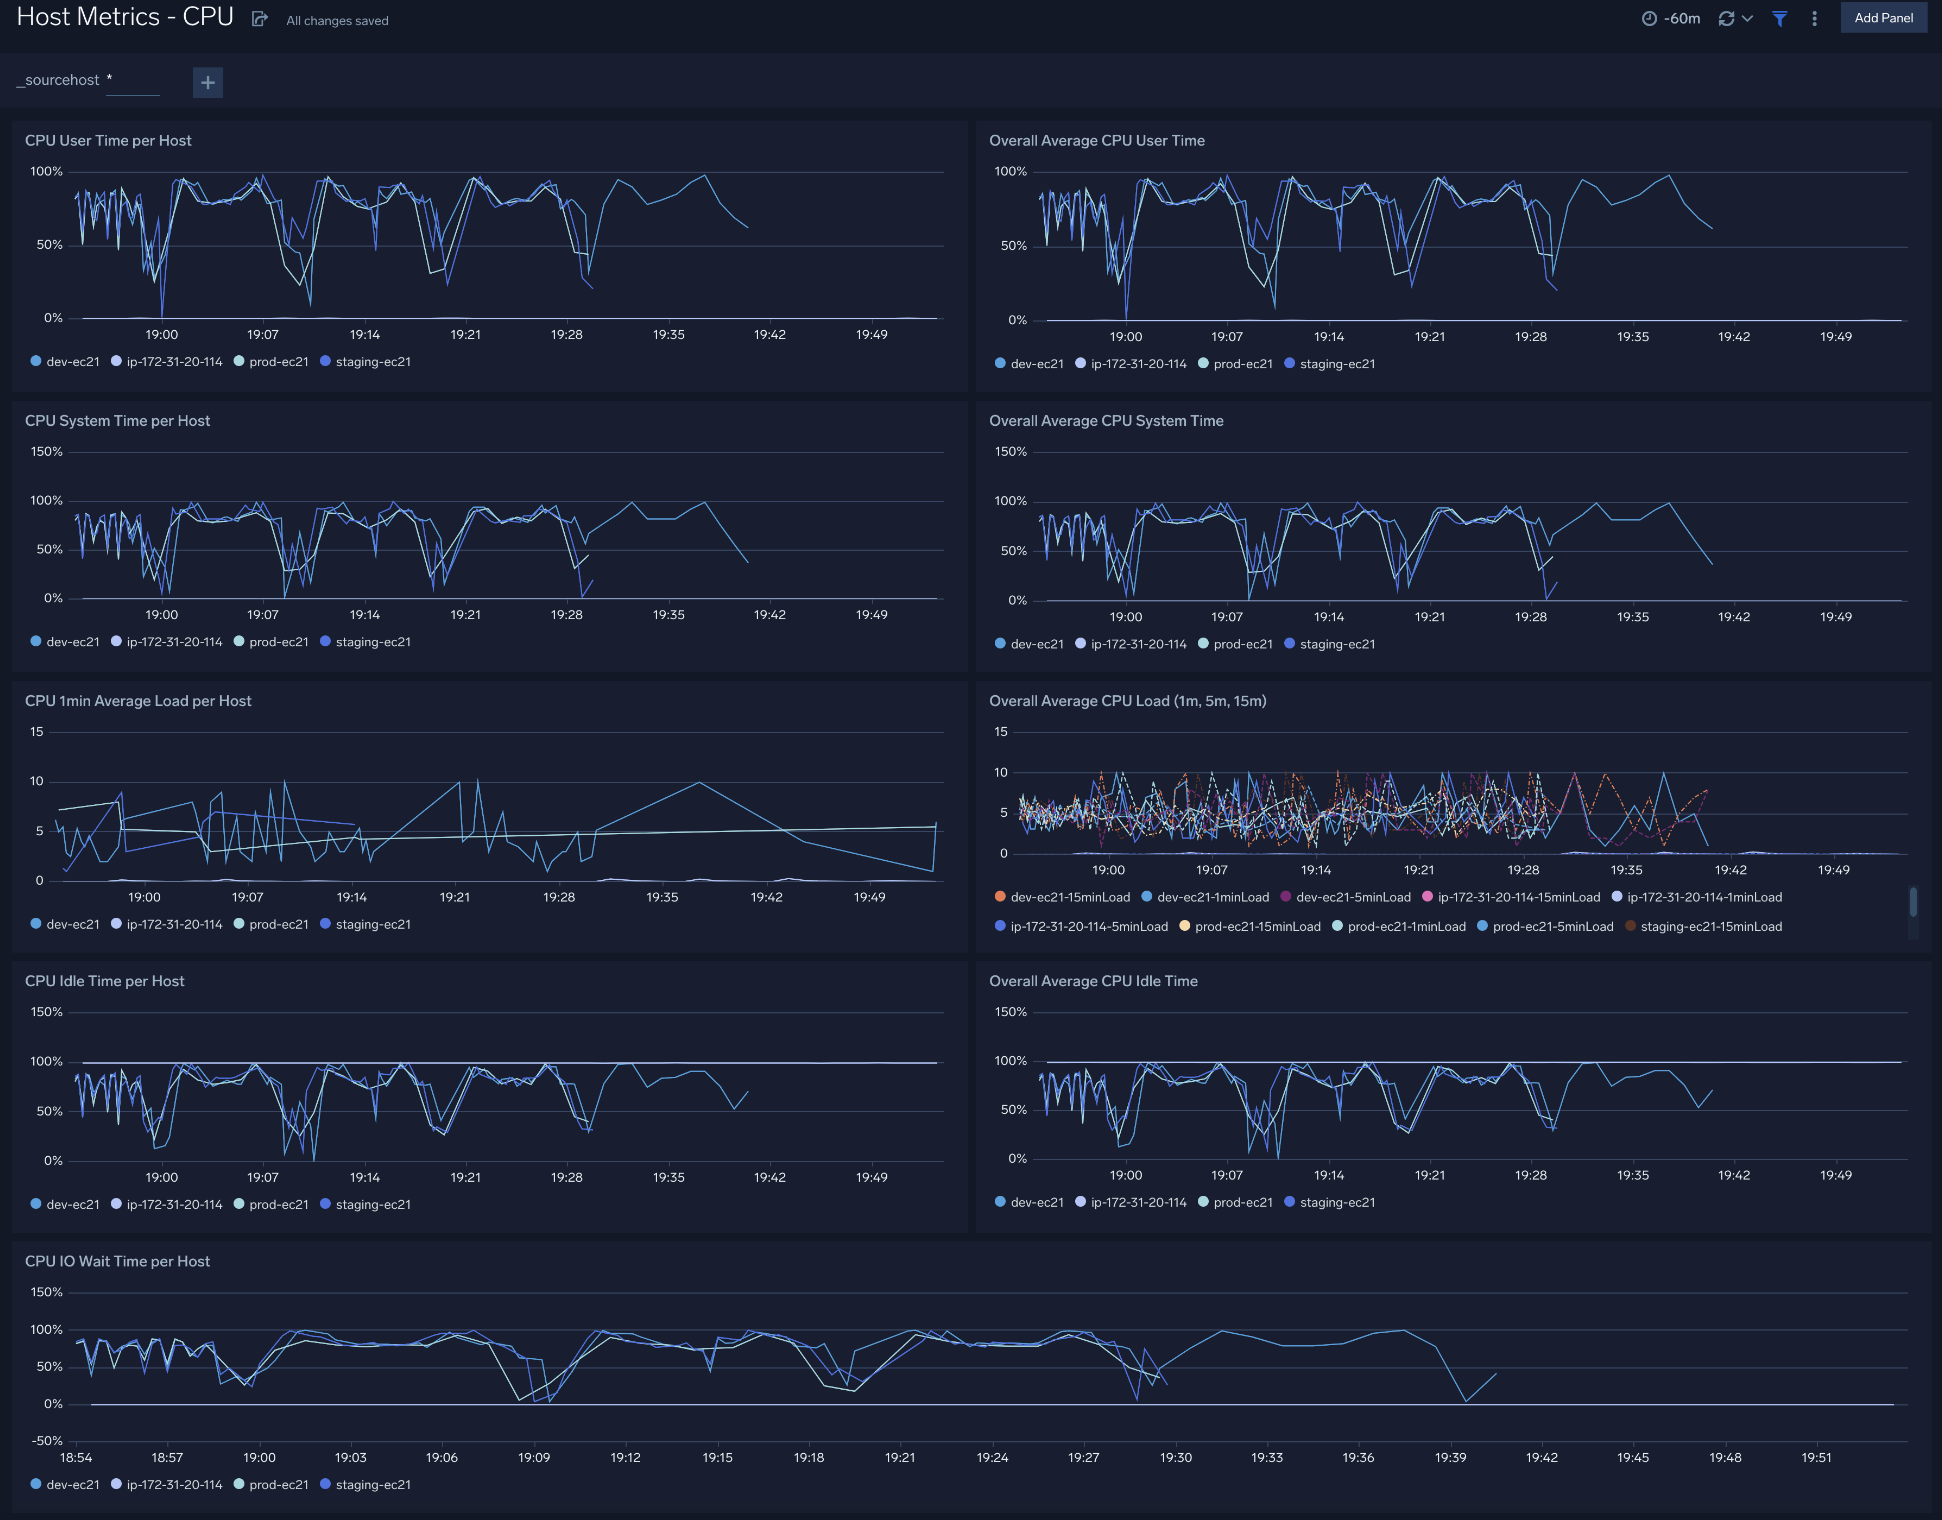 Host Metrics - CPU
All changes saved
-60m
Add Panel
_sourcehost *
+
CPU User Time per Host
100%
50%
0%
19:00 19:07 19:14 19:21 19:28 19:35 19:42 19:49
dev-ec21 ip-172-31-20-114 prod-ec21 staging-ec21
Overall Average CPU User Time
100%
50%
0%
19:00 19:07 19:14 19:21 19:28 19:35 19:42 19:49
dev-ec21 ip-172-31-20-114 prod-ec21 staging-ec21
CPU System Time per Host
150%
100%
50%
0%
19:00 19:07 19:14 19:21 19:28 19:35 19:42 19:49
dev-ec21 ip-172-31-20-114 prod-ec21 staging-ec21
Overall Average CPU System Time
150%
100%
50%
0%
19:00 19:07 19:14 19:21 19:28 19:35 19:42 19:49
dev-ec21 ip-172-31-20-114 prod-ec21 staging-ec21
CPU 1min Average Load per Host
15
10
5
0
19:00 19:07 19:14 19:21 19:28 19:35 19:42 19:49
dev-ec21 ip-172-31-20-114 prod-ec21 staging-ec21
Overall Average CPU Load (1m, 5m, 15m)
15
10
5
0
19:00 19:07 19:14 19:21 19:28 19:35 19:42 19:49
dev-ec21-15minLoad dev-ec21-1minLoad dev-ec21-5minLoad ip-172-31-20-114-15minLoad ip-172-31-20-114-1minLoad
ip-172-31-20-114-5minLoad prod-ec21-15minLoad prod-ec21-1minLoad prod-ec21-5minLoad staging-ec21-15minLoad
CPU Idle Time per Host
150%
100%
50%
0%
19:00 19:07 19:14 19:21 19:28 19:35 19:42 19:49
dev-ec21 ip-172-31-20-114 prod-ec21 staging-ec21
Overall Average CPU Idle Time
150%
100%
50%
0%
19:00 19:07 19:14 19:21 19:28 19:35 19:42 19:49
dev-ec21 ip-172-31-20-114 prod-ec21 staging-ec21
CPU IO Wait Time per Host
150%
100%
50%
0%
-50%
18:54 18:57 19:00 19:03 19:06 19:09 19:12 19:15 19:18 19:21 19:24 19:27 19:30 19:33 19:36 19:39 19:42 19:45 19:48 19:51
dev-ec21 ip-172-31-20-114 prod-ec21 staging-ec21